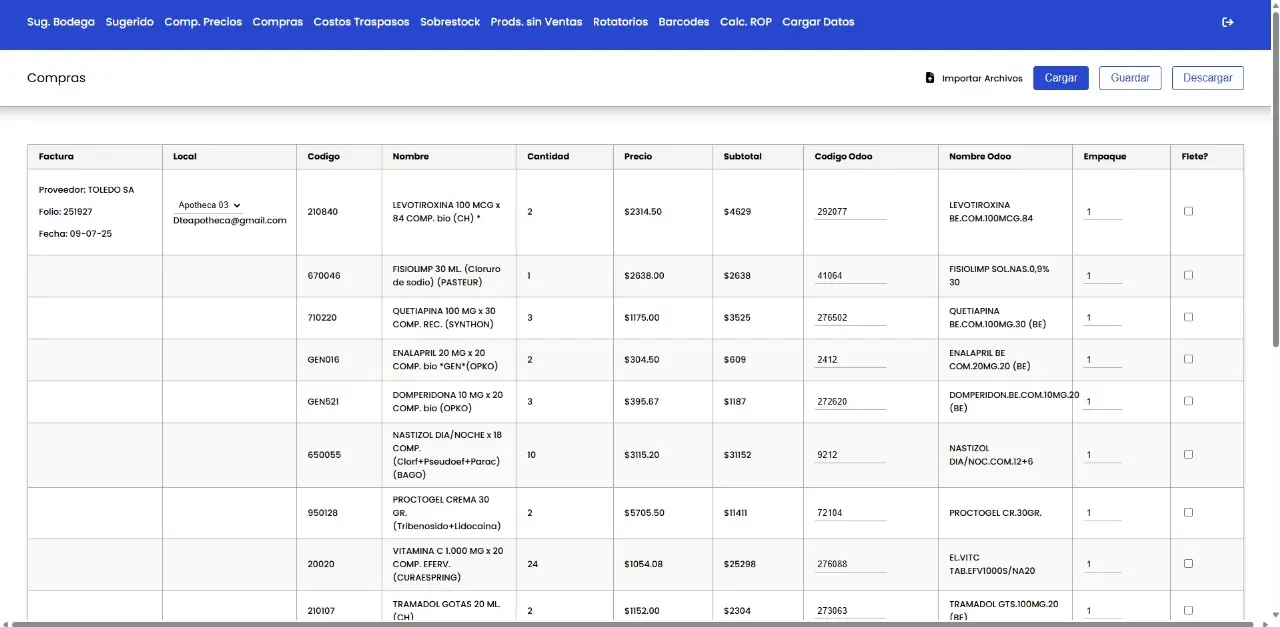 Sug. Bodega Sugerido Comp. Precios Compras Costos Traspasos Sobrestock Prods. sin Ventas Rotatorios Barcodes Calc. ROP Cargar Datos
Compras Importar Archivos Cargar Guardar Descargar
Factura Local Codigo Nombre Cantidad Precio Subtotal Codigo Odoo Nombre Odoo Empaque Flete?
Proveedor: TOLEDO SA
Folio: 251927
Fecha: 09-07-25
Apotheca 03
Dteapotheca@gmail.com
210840
LEVOTIROXINA 100 MCG x
84 COMP. bio (CH) *
2
$2314.50
$4629
292077
LEVOTIROXINA
BE.COM.100MCG.84
1
670046
FISIOLIMP 30 ML. (Cloruro
de sodio) (PASTEUR)
1
$2638.00
$2638
41064
FISIOLIMP SOL.NAS.0,9%
30
1
710220
QUETIAPINA 100 MG x 30
COMP. REC. (SYNTHON)
3
$1175.00
$3525
276502
QUETIAPINA
BE.COM.100MG.30 (BE)
1
GEN016
ENALAPRIL 20 MG x 20
COMP. bio *GEN*(OPKO)
2
$304.50
$609
2412
ENALAPRIL BE
COM.20MG.20 (BE)
1
GEN521
DOMPERIDONA 10 MG x 20
COMP. bio (OPKO)
3
$395.67
$1187
272620
DOMPERIDON.BE.COM.10MG.20
(BE)
1
650055
NASTIZOL DIA/NOCHE x 18
COMP.
(Clorf+Pseudoef+Parac)
(BAGO)
10
$3115.20
$31152
9212
NASTIZOL
DIA/NOC.COM.12+6
1
950128
PROCTOGEL CREMA 30
GR.
(Tribenosido+Lidocaina)
2
$5705.50
$11411
72104
PROCTOGEL CR.30GR.
1
20020
VITAMINA C 1.000 MG x 20
COMP. EFERV.
(CURAESPRING)
24
$1054.08
$25298
276088
EL.VITC
TAB.EFV1000S/NA20
1
210107
TRAMADOL GOTAS 20 ML.
(CH)
2
$1152.00
$2304
273063
TRAMADOL GTS.100MG.20
(BE)
1